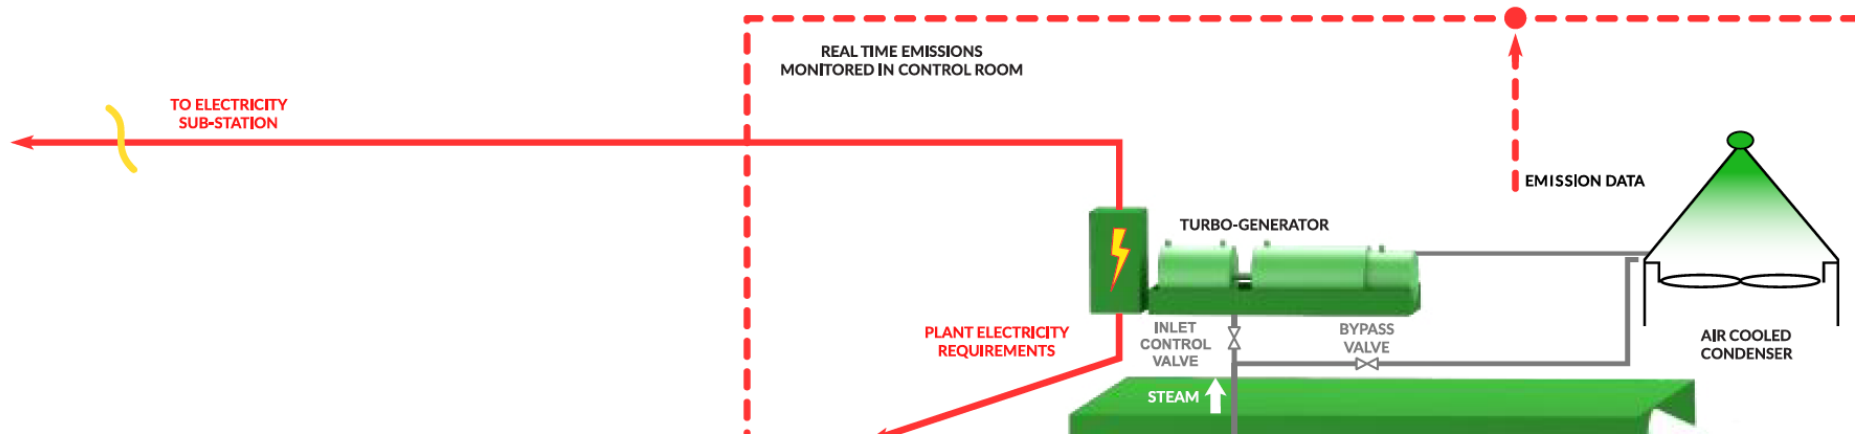 REAL TIME EMISSIONS
MONITORED IN CONTROL ROOM
TO ELECTRICITY
SUB-STATION
EMISSION DATA
TURBO-GENERATOR
PLANT ELECTRICITY
REQUIREMENTS
INLET
CONTROL
VALVE
BYPASS
VALVE
AIR COOLED
CONDENSER
STEAM